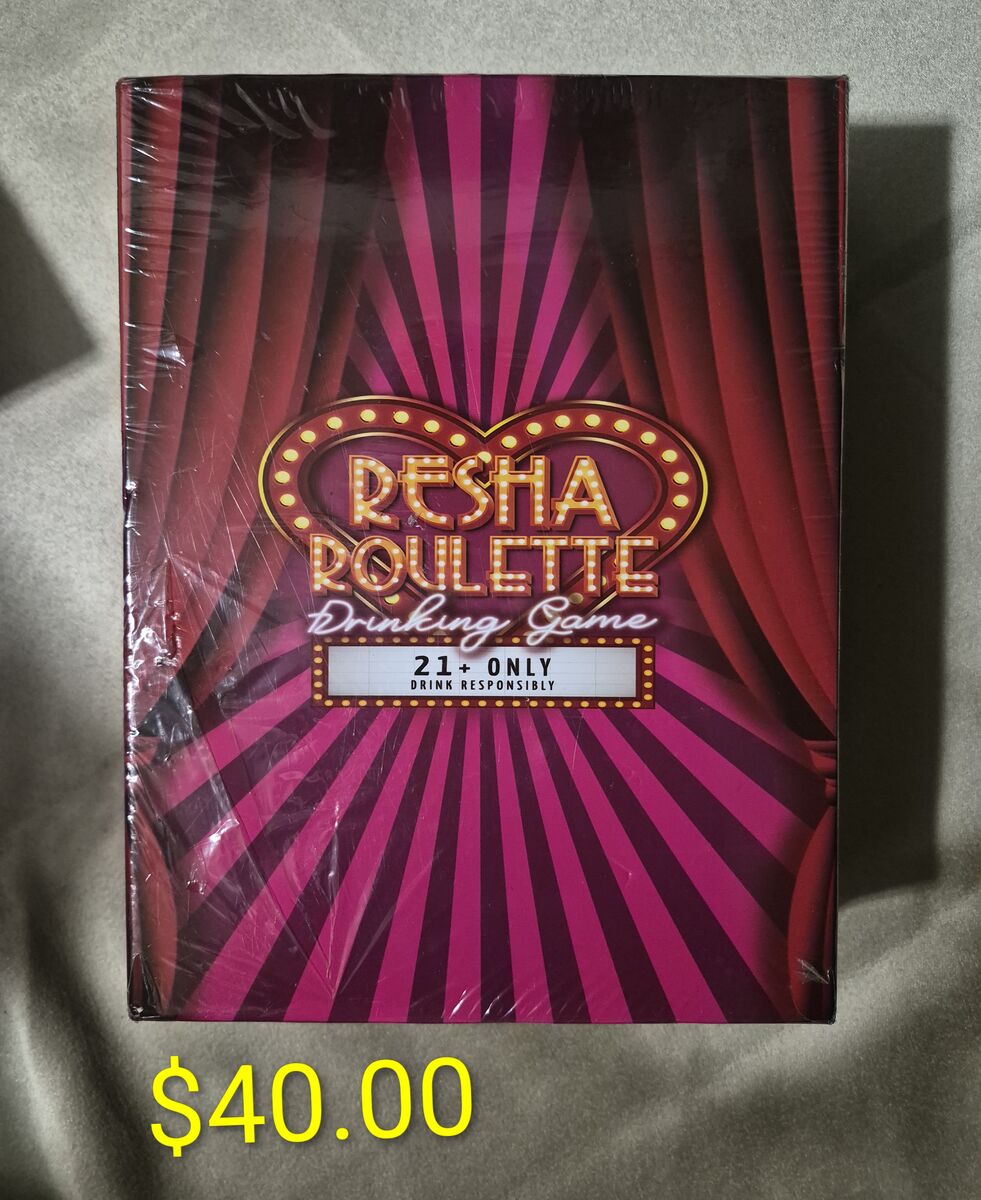 RESHA
ROULETTE
Drinking Game
21+ ONLY
DRINK RESPONSIBLY
$40.00